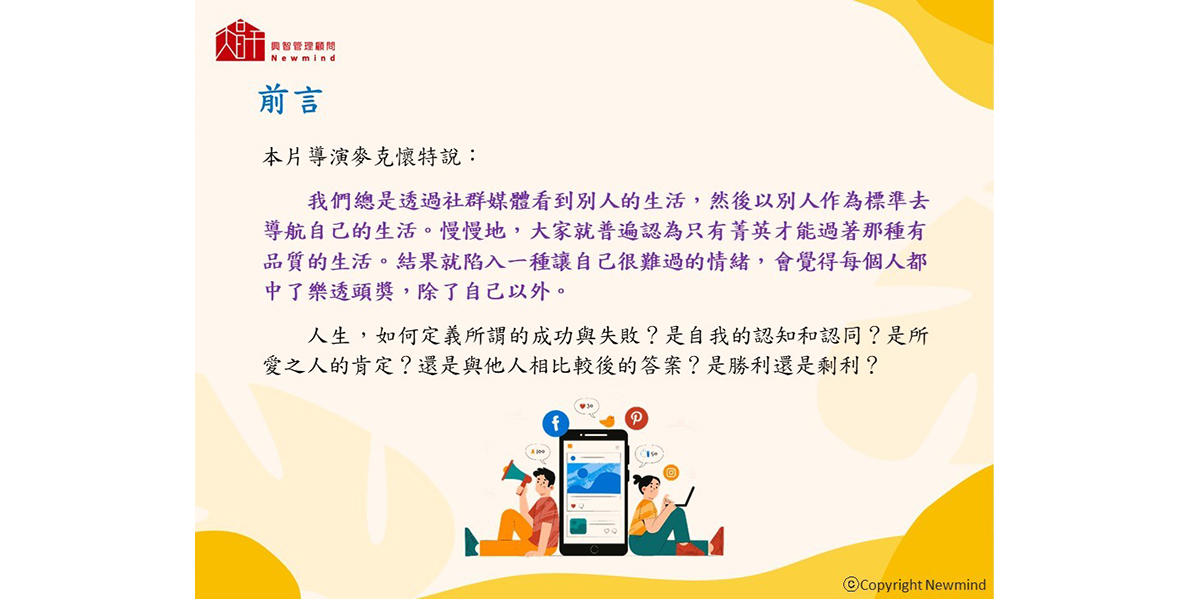 興智管理顧問
Newmind
前言
本片導演麥克懷特說：
我們總是透過社群媒體看到別人的生活，然後以別人作為標準去
導航自己的生活。慢慢地，大家就普遍認為只有菁英才能過著那種有
品質的生活。結果就陷入一種讓自己很難過的情緒，會覺得每個人都
中了樂透頭獎，除了自己以外。
人生，如何定義所謂的成功與失敗？是自我的認知和認同？是所
愛之人的肯定？還是與他人相比較後的答案？是勝利還是剩利？
30
100
50
ⒸCopyright Newmind